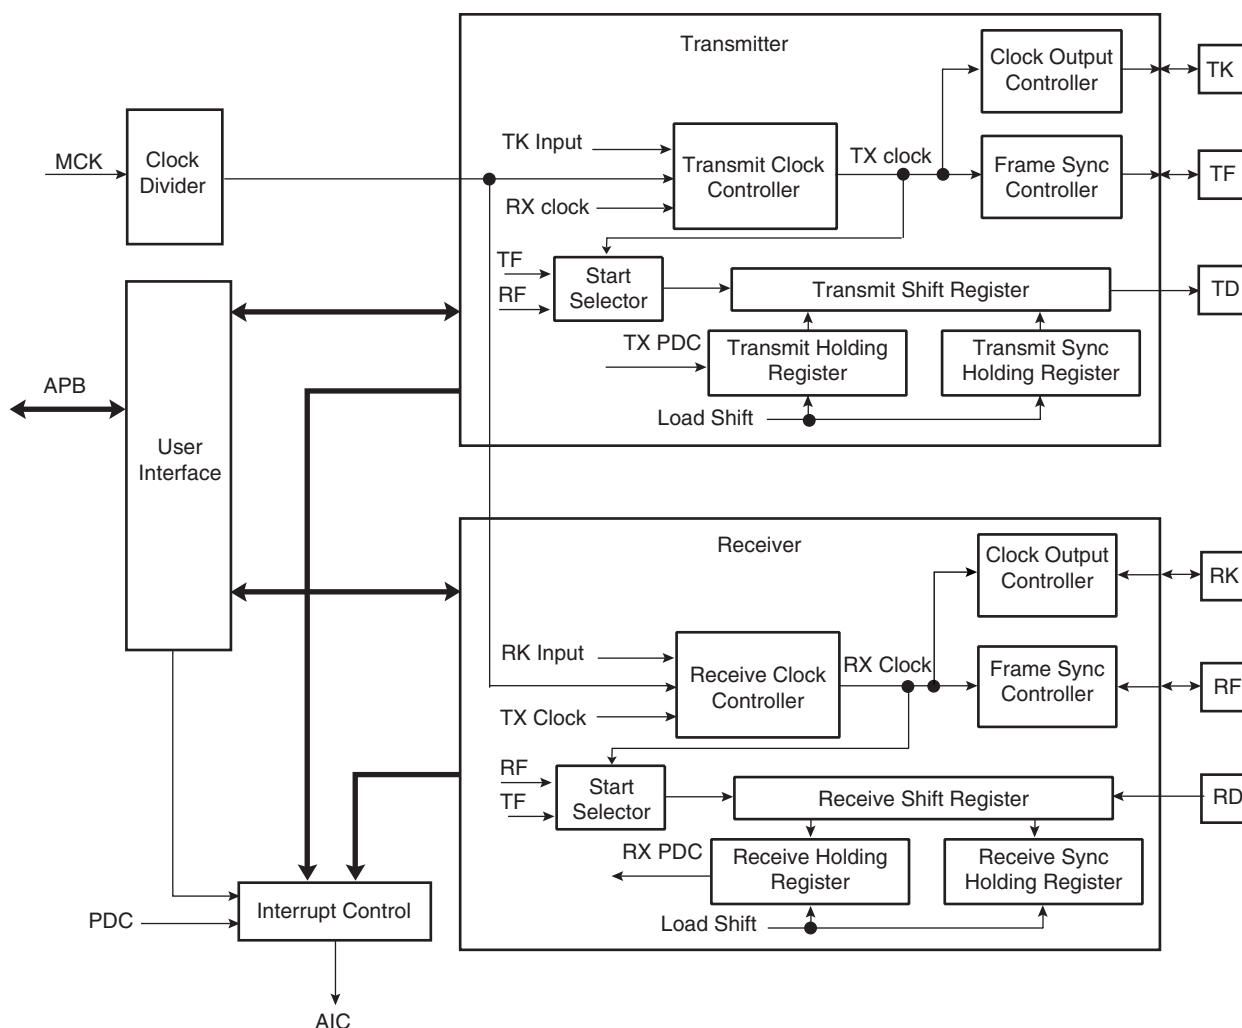 Transmitter
Clock Output
Controller
TK
MCK
Clock
Divider
TK Input
Transmit Clock
Controller
TX clock
Frame Sync
Controller
TF
RX clock
TF
RF
Start
Selector
Transmit Shift Register
TD
TX PDC
Transmit Holding
Register
Transmit Sync
Holding Register
APB
Load Shift
User
Interface
Receiver
Clock Output
Controller
RK
RK Input
Receive Clock
Controller
RX Clock
Frame Sync
Controller
RF
TX Clock
RF
TF
Start
Selector
Receive Shift Register
RD
RX PDC
Receive Holding
Register
Receive Sync
Holding Register
Interrupt Control
PDC
Load Shift
AIC